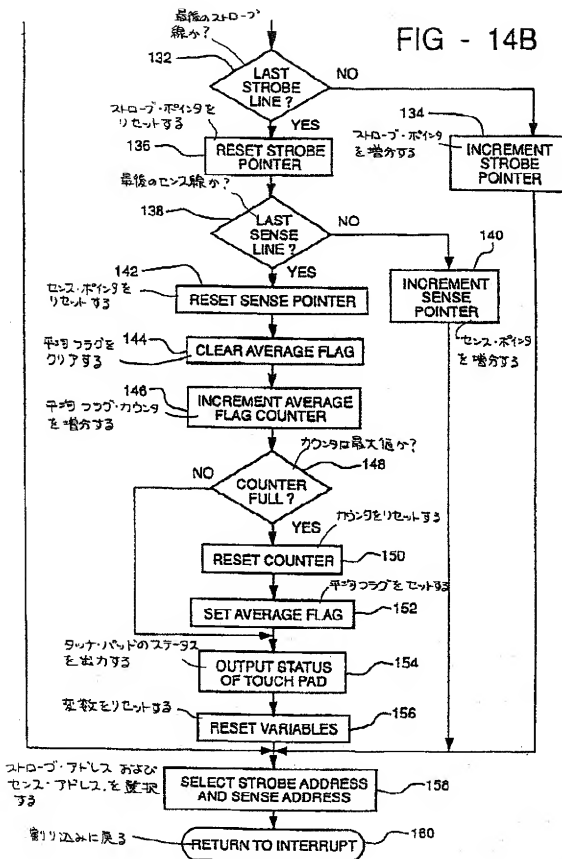 最後のストローブ
線か?
FIG - 14B
132
LAST
STROBE
LINE ?
NO
YES
ストローブ・ポインタを
リセットする
136
RESET STROBE
POINTER
134
ストローブ・ポインタ
を増分する
INCREMENT
STROBE
POINTER
最後のセンス線か?
138
LAST
SENSE
LINE ?
NO
YES
140
INCREMENT
SENSE
POINTER
センス・ポインタ
を増分する
142
センス・ポインタを
リセットする
RESET SENSE POINTER
144
平均フラグを
クリアする
CLEAR AVERAGE FLAG
146
平均フラグ・カウンタ
を増分する
INCREMENT AVERAGE
FLAG COUNTER
カウンタは最大値か?
148
NO
COUNTER
FULL ?
YES
カウンタをリセットする
RESET COUNTER
150
平均フラグをセットする
SET AVERAGE FLAG
152
タッチ・パッドのステータス
を出力する
OUTPUT STATUS
OF TOUCH PAD
154
変数をリセットする
RESET VARIABLES
156
ストローブ・アドレス および
センス・アドレスを選択
する
SELECT STROBE ADDRESS
AND SENSE ADDRESS
158
割り込みに戻る
RETURN TO INTERRUPT
160